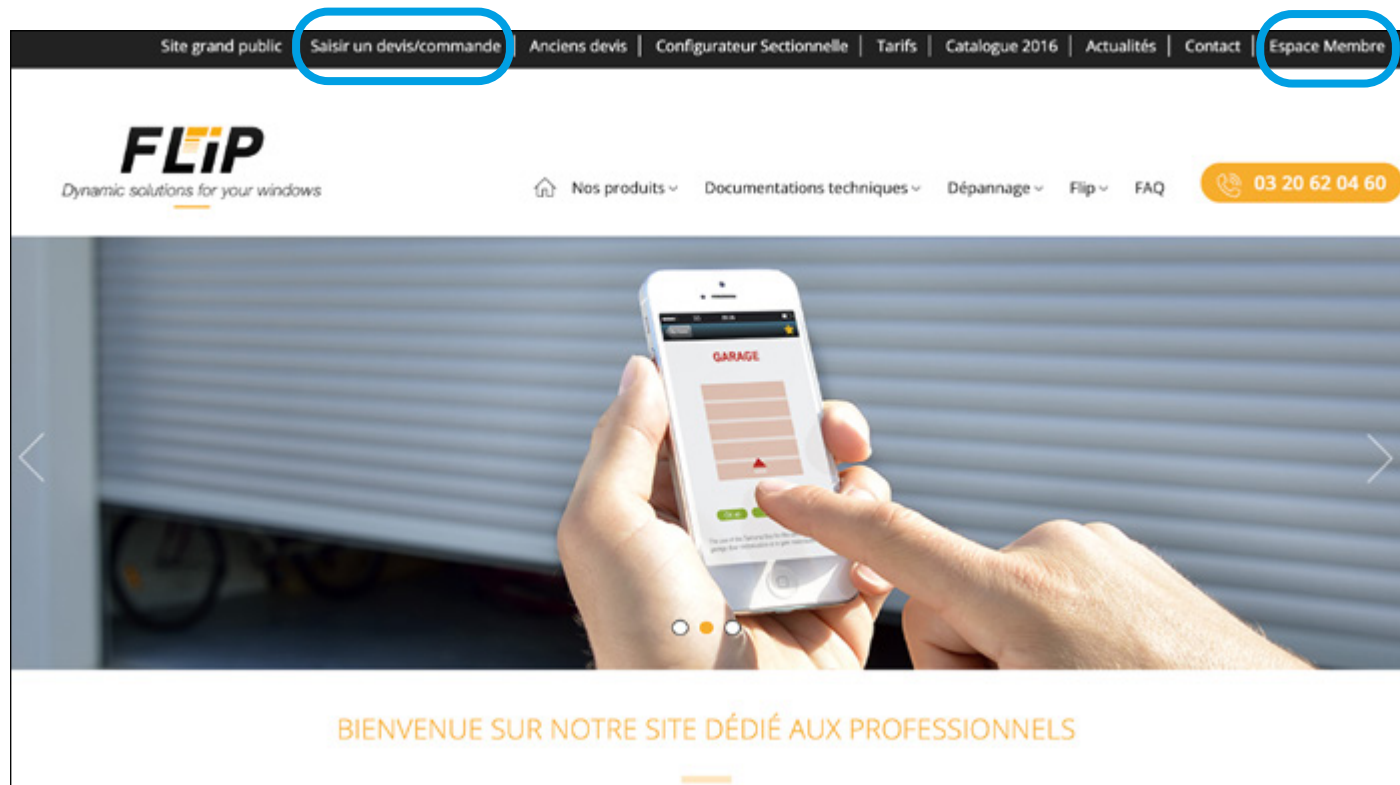 Site grand public | Saisir un devis/commande | Anciens devis | Configurateur Sectionnelle | Tarifs | Catalogue 2016 | Actualités | Contact | Espace Membre
FLiP
Dynamic solutions for your windows
Nos produits Documentations techniques Dépannage Flip FAQ 03 20 62 04 60
GARAGE
BIENVENUE SUR NOTRE SITE DÉDIÉ AUX PROFESSIONNELS